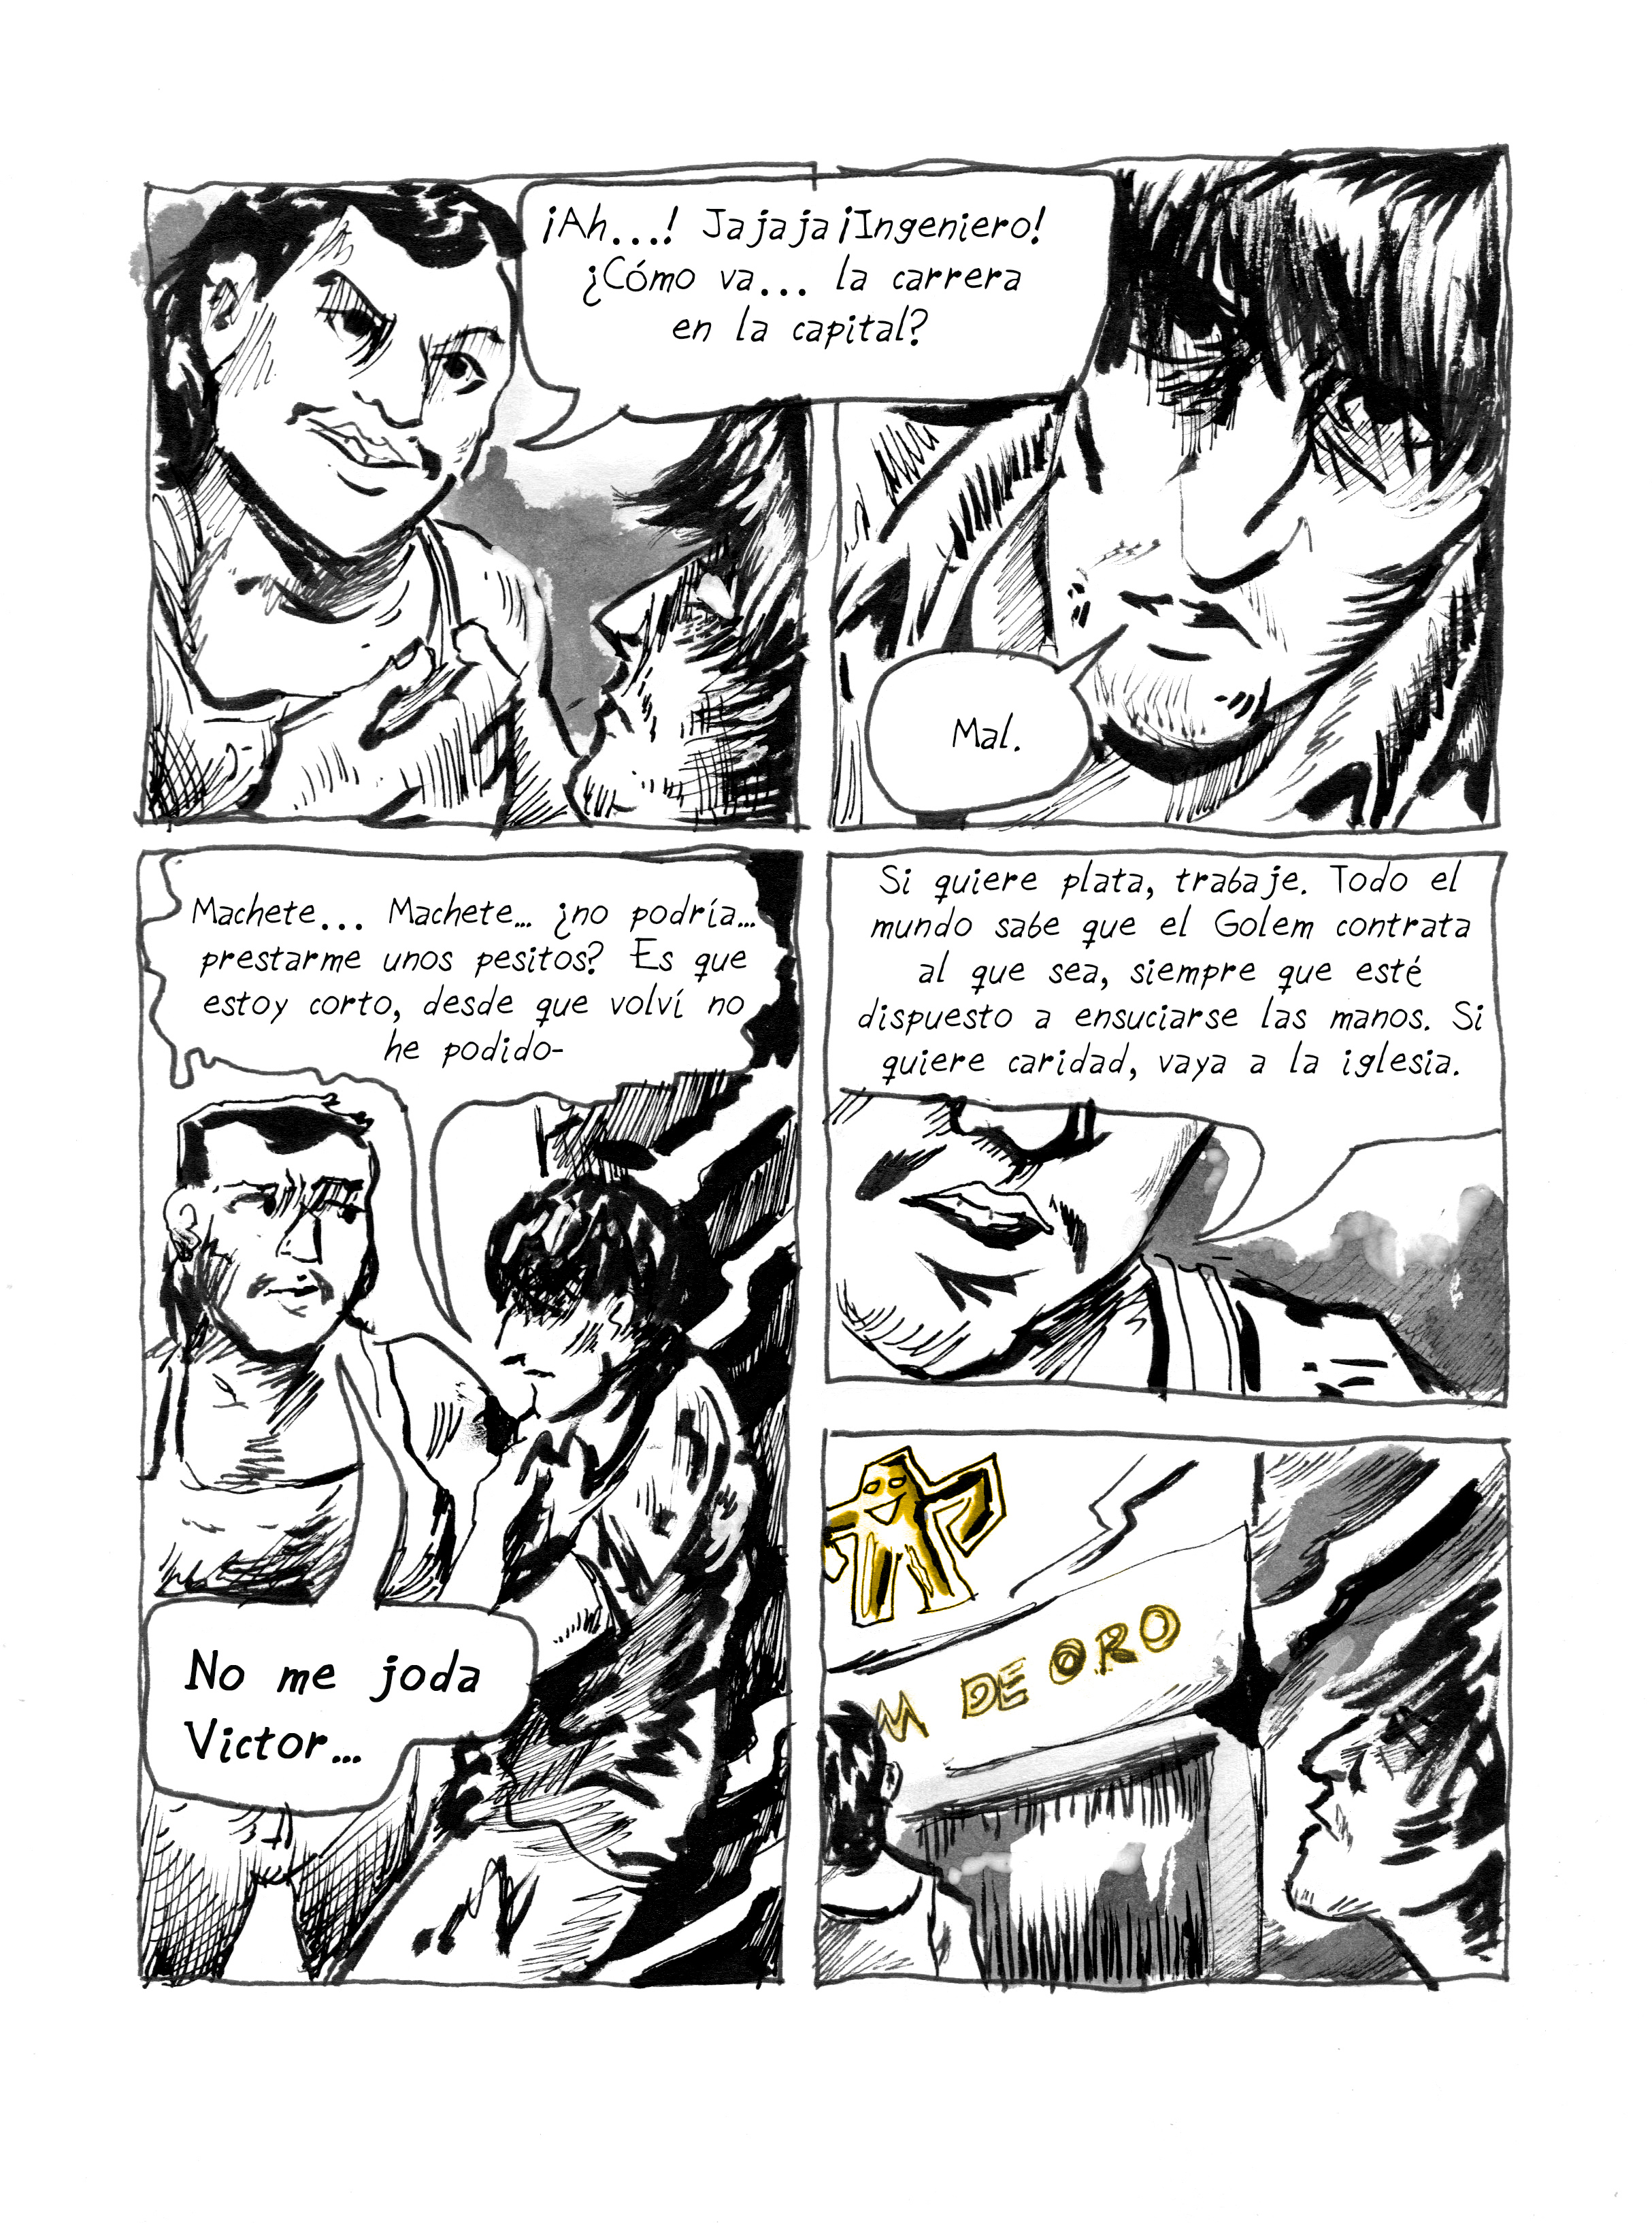 ¡Ah...! Jajaja ¡Ingeniero!
¿Cómo va... la carrera
en la capital?
Mal.
Machete... Machete... ¿no podría...
prestarme unos pesitos? Es que
estoy corto, desde que volví no
he podido-
No me joda
Victor...
Si quiere plata, trabaje. Todo el
mundo sabe que el Golem contrata
al que sea, siempre que esté
dispuesto a ensuciarse las manos. Si
quiere caridad, vaya a la iglesia.
M DE ORO